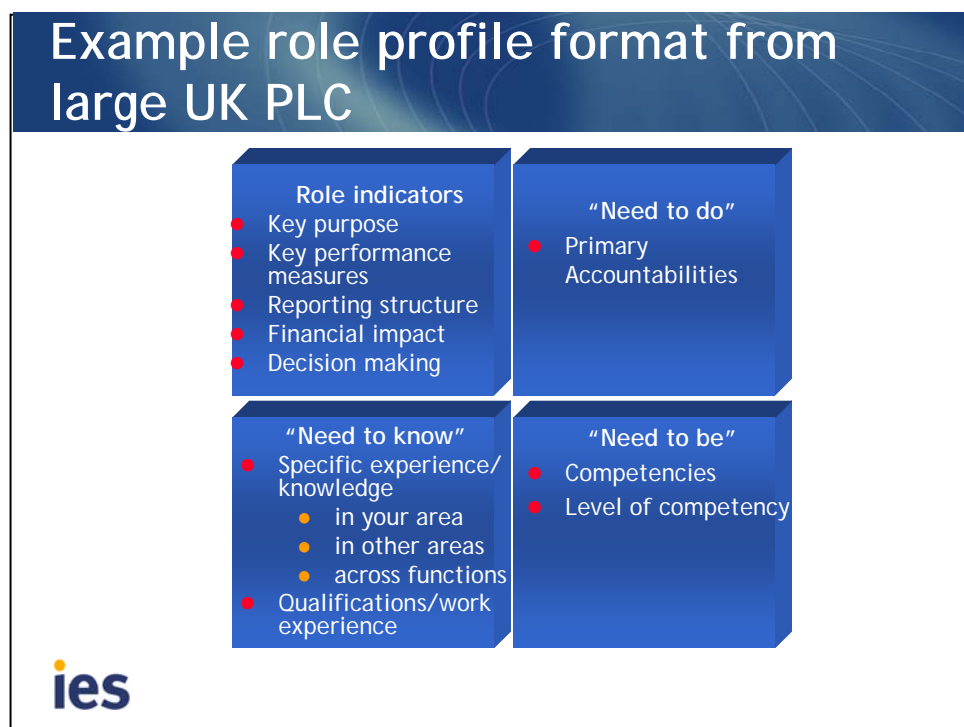 Example role profile format from
large UK PLC
Role indicators
Key purpose
Key performance
measures
Reporting structure
Financial impact
Decision making
“Need to do”
Primary
Accountabilities
“Need to know”
Specific experience/
knowledge
in your area
in other areas
across functions
Qualifications/work
experience
“Need to be”
Competencies
Level of competency
ies